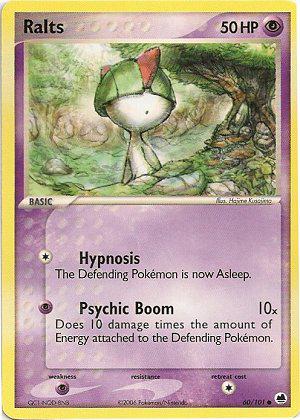 Ralts 50 HP
Illus. Hajime Kusajima
BASIC
Hypnosis
The Defending Pokémon is now Asleep.
Psychic Boom 10x
Does 10 damage times the amount of
Energy attached to the Defending Pokémon.
weakness resistance retreat cost
©2006 Pokémon/Nintendo 60/101